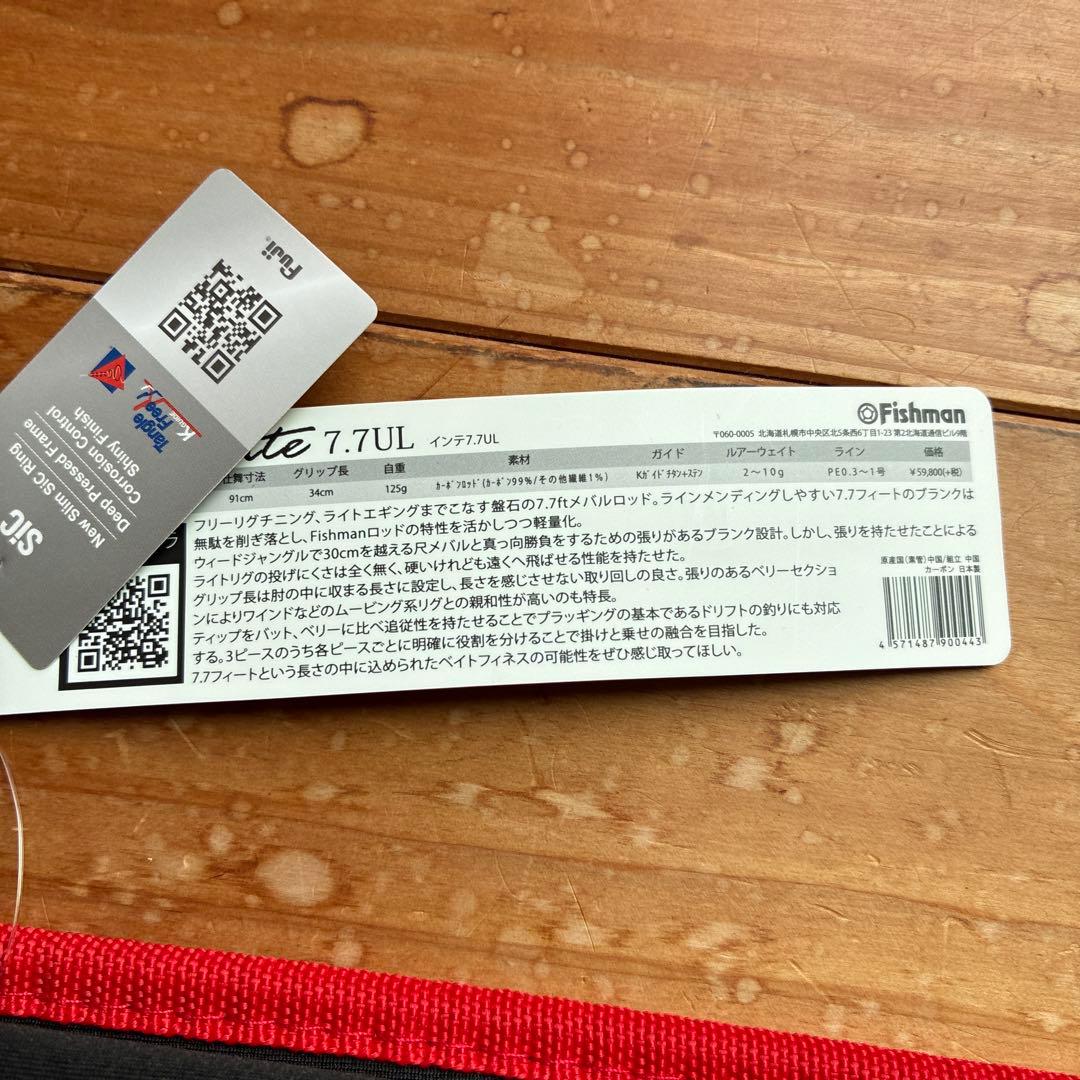 Fuji
Tangle
Free
K GUIDE
SiC
New Slim SiC Ring
Deep Pressed Frame
Corrosion Control
Shiny Finish
7.7UL インテ7.7UL
Fishman
〒060-0005 北海道札幌市中央区北5条西6丁目1-23 第2北海道通信ビル9階
仕舞寸法 グリップ長 自重 素材 ガイド ルアーウェイト ライン 価格
91cm 34cm 125g カーボンロッド(カーボン99%/その他繊維1%) Kガイド チタン+ステン 2~10g PE0.3~1号 ¥59,800(+税)
フリーリグチニング、ライトエギングまでこなす盤石の7.7ftメバルロッド。ラインメンディングしやすい7.7フィートのブランクは
無駄を削ぎ落とし、Fishmanロッドの特性を活かしつつ軽量化。
ウィードジャングルで30cmを越える尺メバルと真っ向勝負をするための張りがあるブランク設計。しかし、張りを持たせたことによる
ライトリグの投げにくさは全く無く、硬いけれども遠くへ飛ばせる性能を持たせた。
グリップ長は肘の中に収まる長さに設定し、長さを感じさせない取り回しの良さ。張りのあるベリーセクショ
ンによりワインドなどのムービング系リグとの親和性が高いのも特長。
ティップをバット、ベリーに比べ追従性を持たせることでプラッギングの基本であるドリフトの釣りにも対応
する。3ピースのうち各ピースごとに明確に役割を分けることで掛けと乗せの融合を目指した。
7.7フィートという長さの中に込められたベイトフィネスの可能性をぜひ感じ取ってほしい。
原産国(素管)中国/組立 中国
カーボン 日本製
4 571487 900443